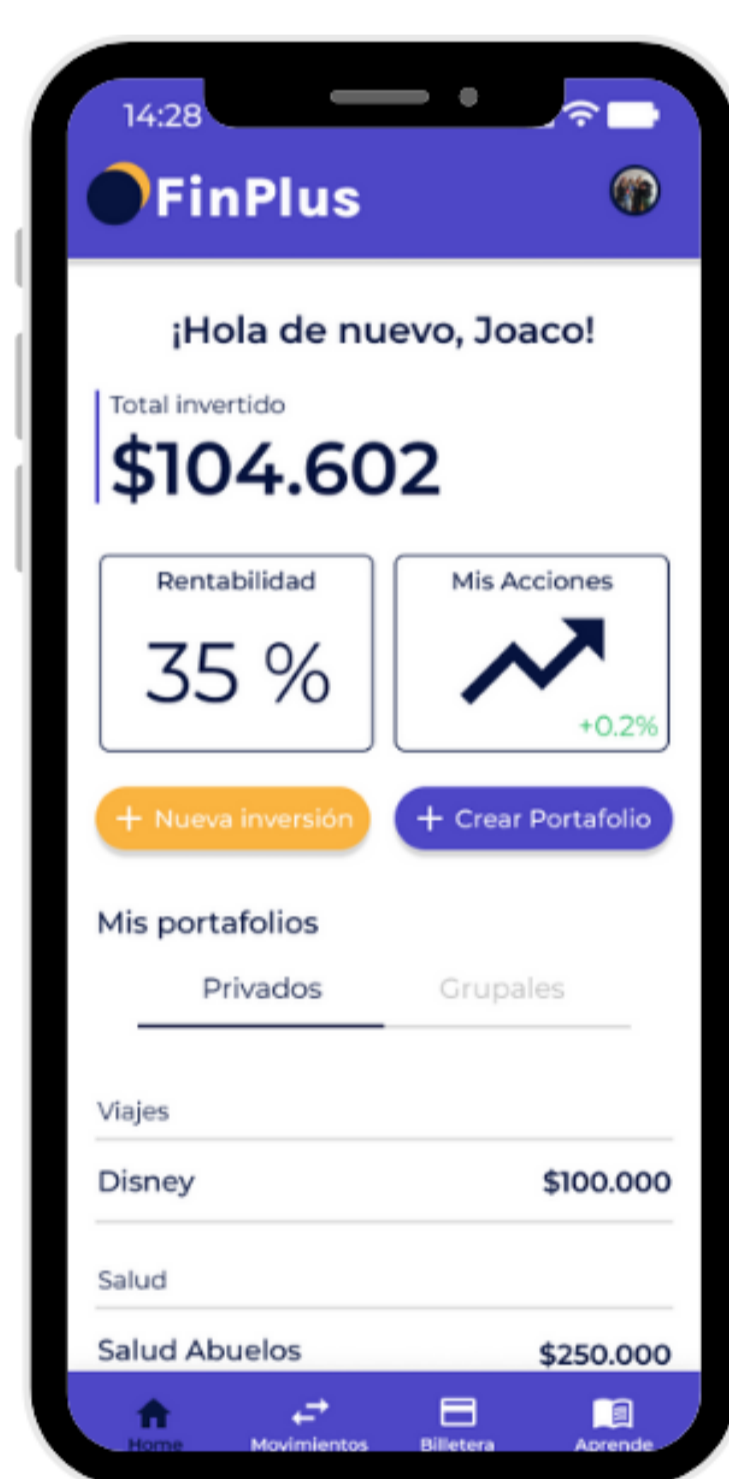 14:28
FinPlus
¡Hola de nuevo, Joaco!
Total invertido
$104.602
Rentabilidad
Mis Acciones
35 %
+0.2%
+ Nueva inversión
+ Crear Portafolio
Mis portafolios
Privados
Grupales
Viajes
Disney
$100.000
Salud
Salud Abuelos
$250.000
Home
Movimientos
Billetera
Aprende